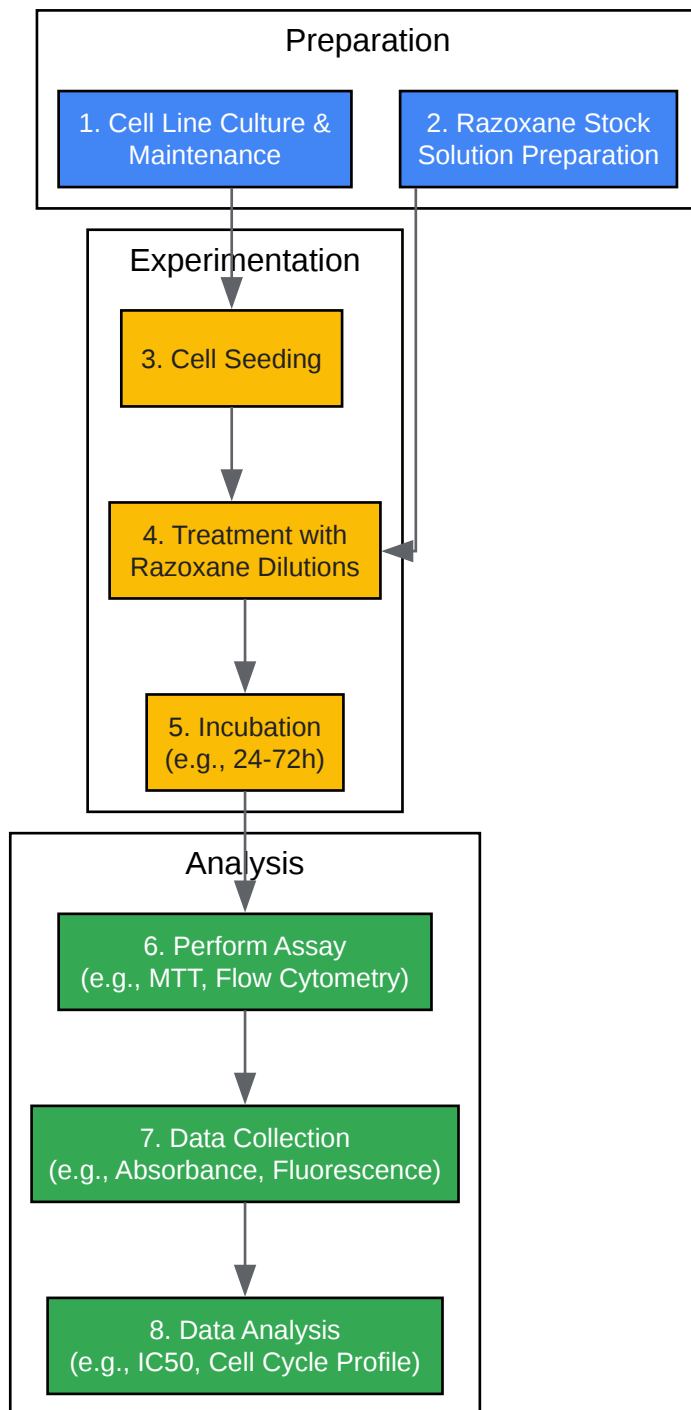 Preparation
1. Cell Line Culture &
Maintenance
2. Razoxane Stock
Solution Preparation
Experimentation
3. Cell Seeding
4. Treatment with
Razoxane Dilutions
5. Incubation
(e.g., 24-72h)
Analysis
6. Perform Assay
(e.g., MTT, Flow Cytometry)
7. Data Collection
(e.g., Absorbance, Fluorescence)
8. Data Analysis
(e.g., IC50, Cell Cycle Profile)